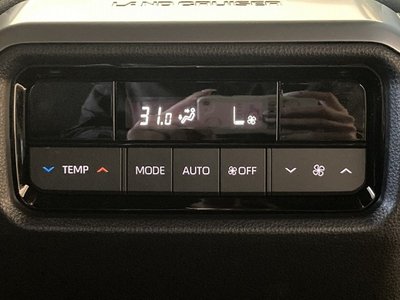 LAND CRUISER
31.0 L
TEMP MODE AUTO OFF